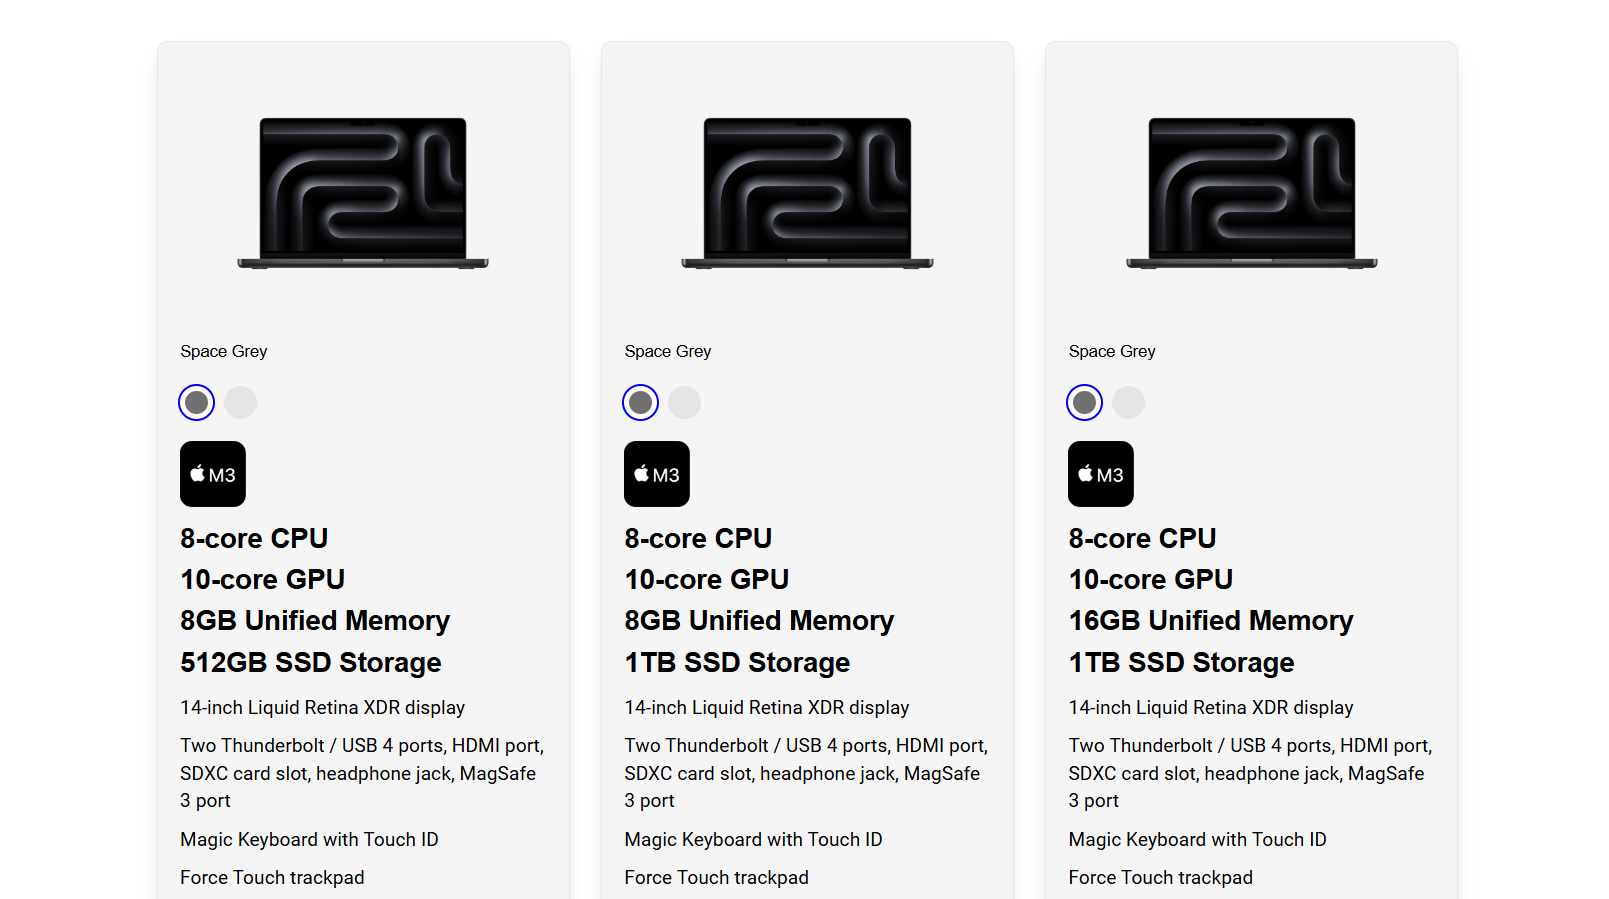 Space Grey
M3
8-core CPU
10-core GPU
8GB Unified Memory
512GB SSD Storage
14-inch Liquid Retina XDR display
Two Thunderbolt / USB 4 ports, HDMI port,
SDXC card slot, headphone jack, MagSafe
3 port
Magic Keyboard with Touch ID
Force Touch trackpad
Space Grey
M3
8-core CPU
10-core GPU
8GB Unified Memory
1TB SSD Storage
14-inch Liquid Retina XDR display
Two Thunderbolt / USB 4 ports, HDMI port,
SDXC card slot, headphone jack, MagSafe
3 port
Magic Keyboard with Touch ID
Force Touch trackpad
Space Grey
M3
8-core CPU
10-core GPU
16GB Unified Memory
1TB SSD Storage
14-inch Liquid Retina XDR display
Two Thunderbolt / USB 4 ports, HDMI port,
SDXC card slot, headphone jack, MagSafe
3 port
Magic Keyboard with Touch ID
Force Touch trackpad